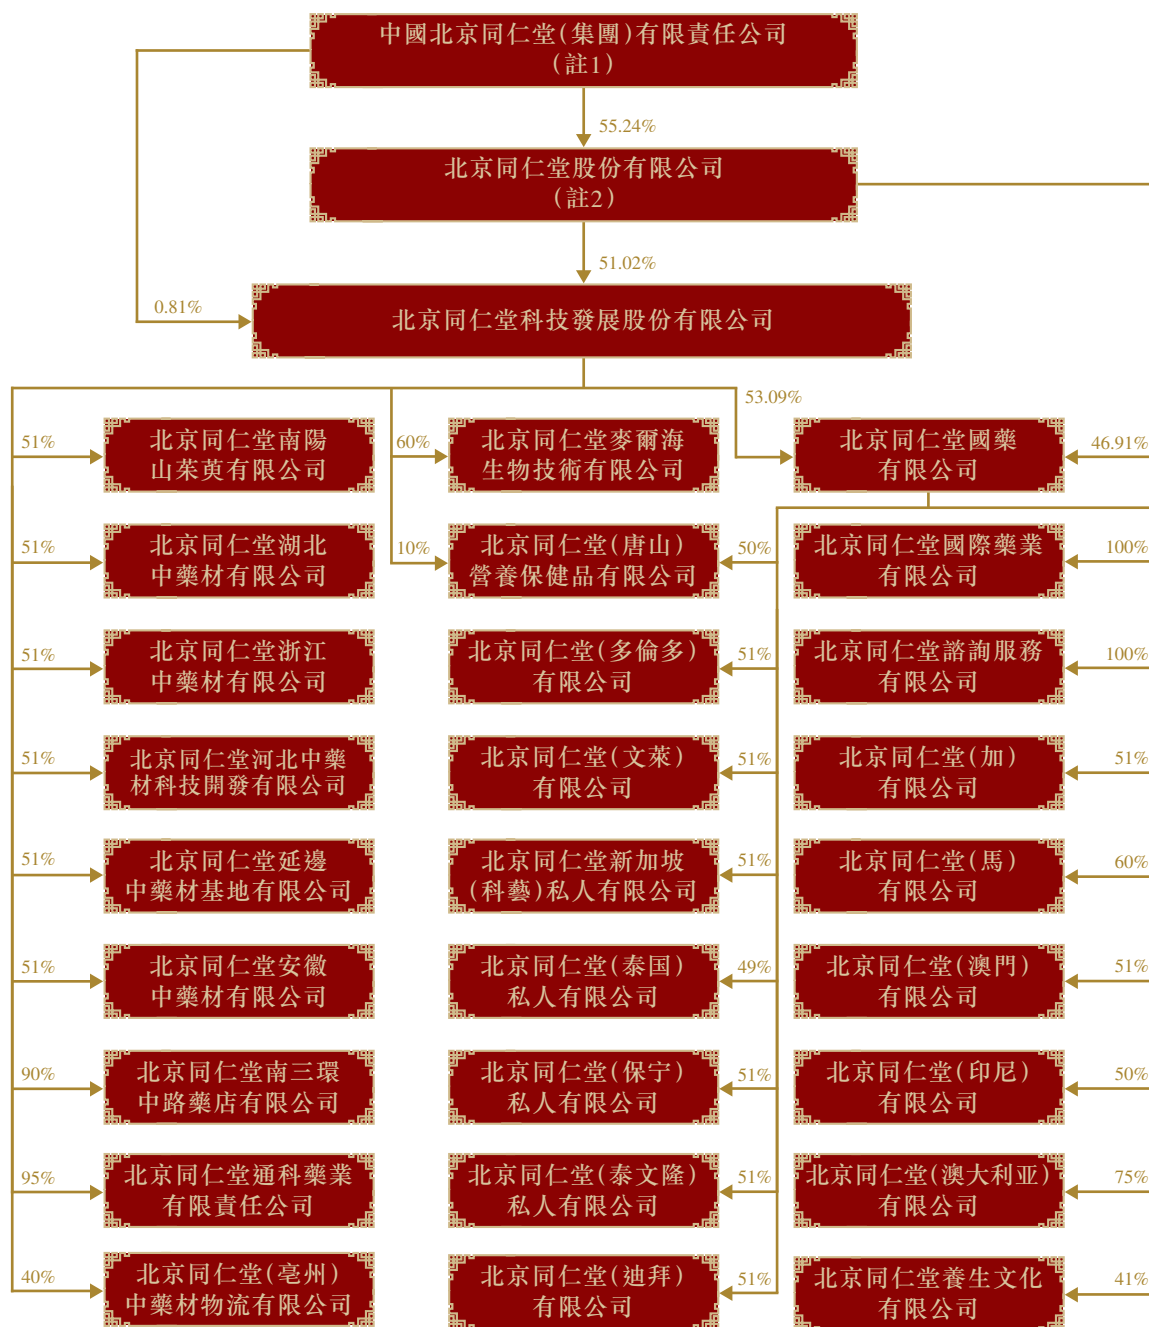 中國北京同仁堂(集團)有限責任公司
(註1)
55.24%
北京同仁堂股份有限公司
(註2)
51.02%
0.81%
北京同仁堂科技發展股份有限公司
53.09%
51%
北京同仁堂南陽
山茱萸有限公司
60%
北京同仁堂麥爾海
生物技術有限公司
北京同仁堂國藥
有限公司
46.91%
51%
北京同仁堂湖北
中藥材有限公司
10%
北京同仁堂(唐山)
營養保健品有限公司
50%
北京同仁堂國際藥業
有限公司
100%
51%
北京同仁堂浙江
中藥材有限公司
北京同仁堂(多倫多)
有限公司
51%
北京同仁堂諮詢服務
有限公司
100%
51%
北京同仁堂河北中藥
材科技開發有限公司
北京同仁堂(文萊)
有限公司
51%
北京同仁堂(加)
有限公司
51%
51%
北京同仁堂延邊
中藥材基地有限公司
北京同仁堂新加坡
(科藝)私人有限公司
51%
北京同仁堂(馬)
有限公司
60%
51%
北京同仁堂安徽
中藥材有限公司
北京同仁堂(泰国)
私人有限公司
49%
北京同仁堂(澳門)
有限公司
51%
90%
北京同仁堂南三環
中路藥店有限公司
北京同仁堂(保宁)
私人有限公司
51%
北京同仁堂(印尼)
有限公司
50%
95%
北京同仁堂通科藥業
有限責任公司
北京同仁堂(泰文隆)
私人有限公司
51%
北京同仁堂(澳大利亚)
有限公司
75%
40%
北京同仁堂(亳州)
中藥材物流有限公司
北京同仁堂(迪拜)
有限公司
51%
北京同仁堂養生文化
有限公司
41%